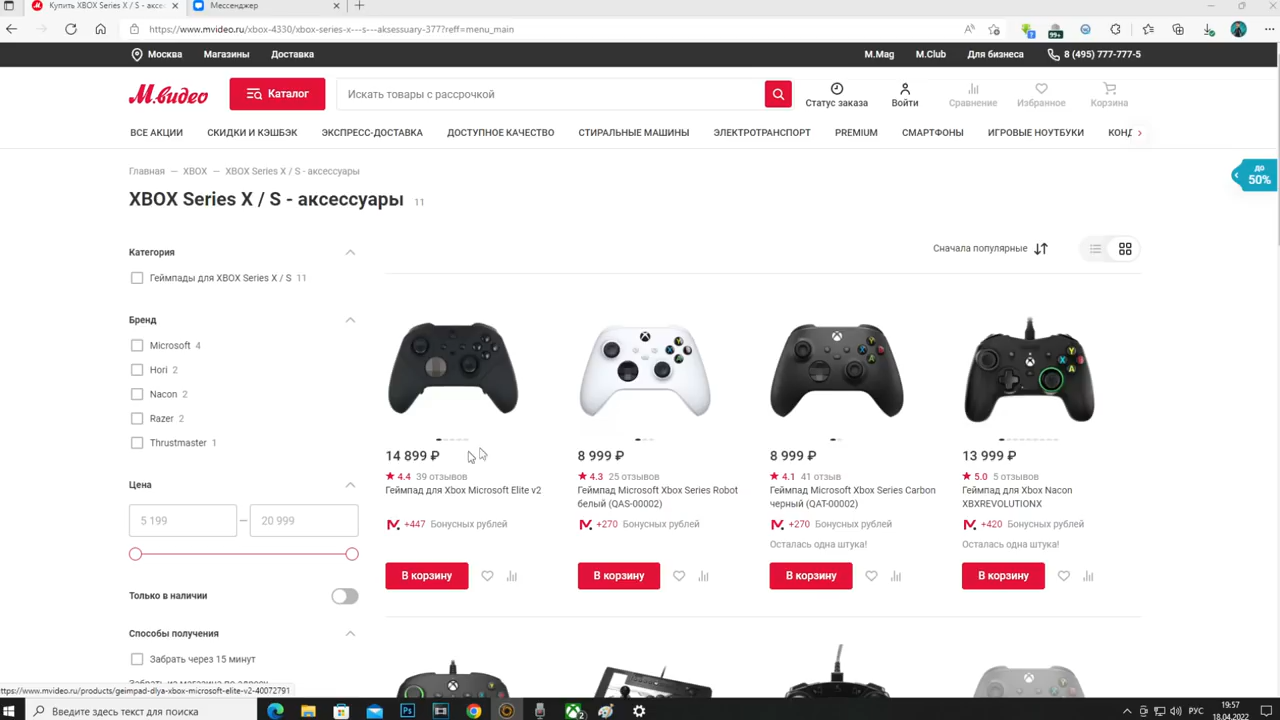 Купить XBOX Series X / S - аксес
Мессенджер
https://www.mvideo.ru/xbox-4330/xbox-series-x---s---aksessuary-377?reff=menu_main
99+
Москва Магазины Доставка M.Mag M.Club Для бизнеса 8 (495) 777-777-5
М.видео Каталог Искать товары с рассрочкой Статус заказа Войти Сравнение Избранное Корзина
ВСЕ АКЦИИ СКИДКИ И КЭШБЭК ЭКСПРЕСС-ДОСТАВКА ДОСТУПНОЕ КАЧЕСТВО СТИРАЛЬНЫЕ МАШИНЫ ЭЛЕКТРОТРАНСПОРТ PREMIUM СМАРТФОНЫ ИГРОВЫЕ НОУТБУКИ КОНД
до
50%
Главная — XBOX — XBOX Series X / S - аксессуары
XBOX Series X / S - аксессуары 11
Сначала популярные
Категория
Геймпады для XBOX Series X / S 11
Бренд
Microsoft 4
Hori 2
Nacon 2
Razer 2
Thrustmaster 1
Цена
5 199 – 20 999
Только в наличии
Способы получения
Забрать через 15 минут
14 899 ₽
4.4 39 отзывов
Геймпад для Xbox Microsoft Elite v2
+447 Бонусных рублей
В корзину
8 999 ₽
4.3 25 отзывов
Геймпад Microsoft Xbox Series Robot
белый (QAS-00002)
+270 Бонусных рублей
В корзину
8 999 ₽
4.1 41 отзыв
Геймпад Microsoft Xbox Series Carbon
черный (QAT-00002)
+270 Бонусных рублей
Осталась одна штука!
В корзину
13 999 ₽
5.0 5 отзывов
Геймпад для Xbox Nacon
XBXREVOLUTIONX
+420 Бонусных рублей
Осталась одна штука!
В корзину
https://www.mvideo.ru/products/geimpad-dlya-xbox-microsoft-elite-v2-40072791
Введите здесь текст для поиска
РУС
19:57
18.04.2022